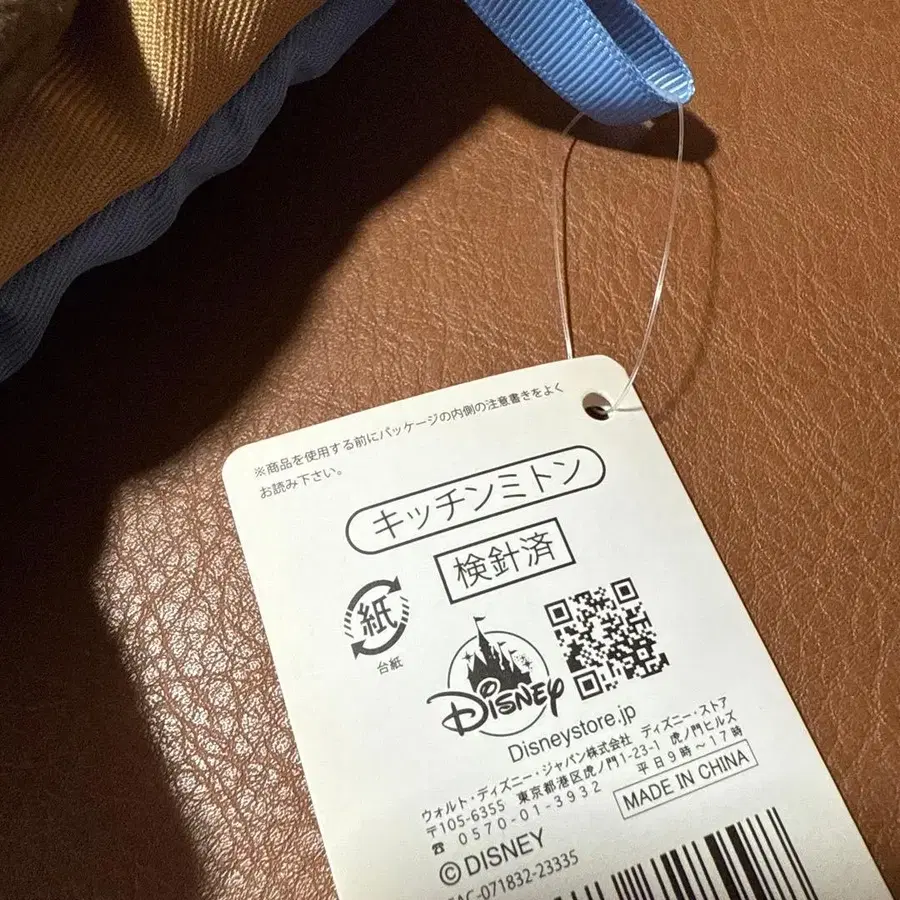 ※商品を使用する前にパッケージの内側の注意書きをよく
お読み下さい。
キッチンミトン
検針済
紙
台紙
Disney
Disneystore.jp
ウォルト・ディズニー・ジャパン株式会社 ディズニー・ストア
〒105-6355 東京都港区虎ノ門1-23-1 虎ノ門ヒルズ
☎ 0570-01-3932 平日9時～17時
MADE IN CHINA
©DISNEY
FAC-071832-23335